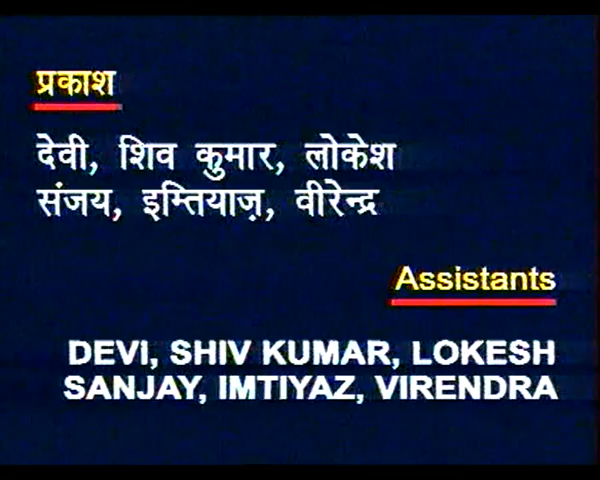 प्रकाश
देवी, शिव कुमार, लोकेश
संजय, इम्तियाज़, वीरेन्द्र
Assistants
DEVI, SHIV KUMAR, LOKESH
SANJAY, IMTIYAZ, VIRENDRA